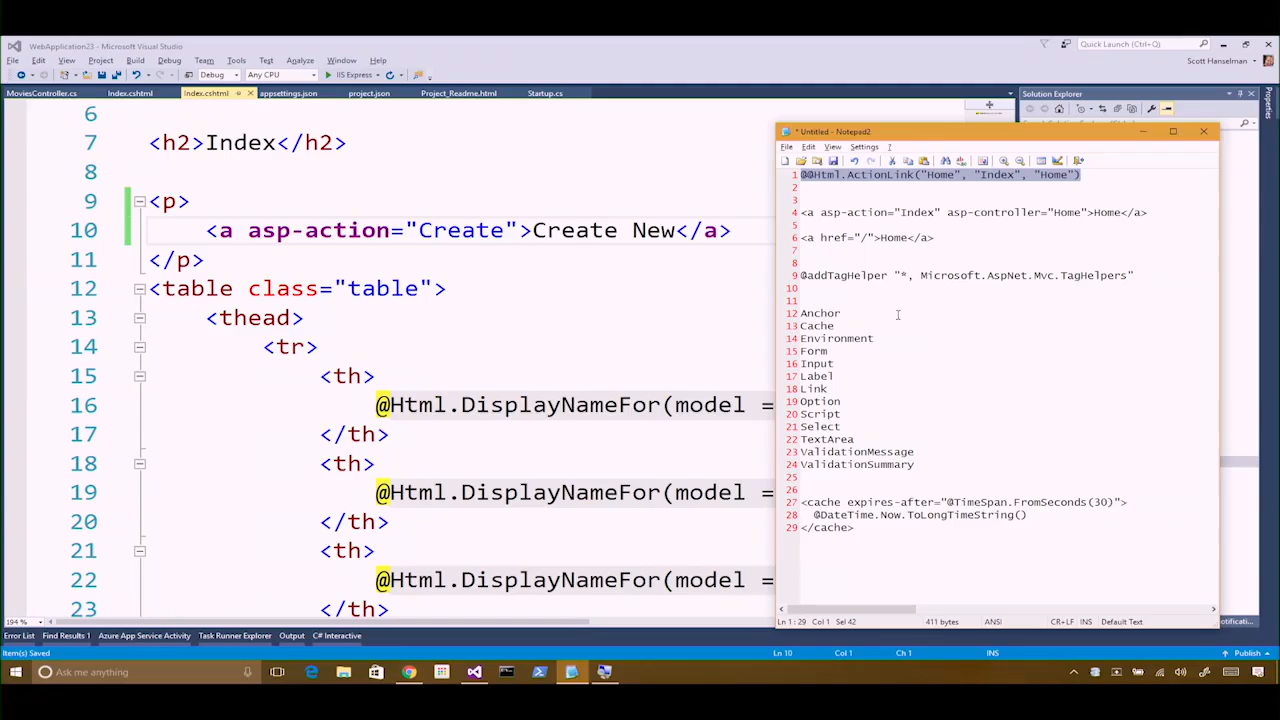 WebApplication23 - Microsoft Visual Studio
Quick Launch (Ctrl+Q)
File Edit View Project Build Debug Team Tools Test Analyze Window Help
Scott Hanselman
Debug Any CPU IIS Express
MoviesController.cs Index.cshtml Index.cshtml appsettings.json project.json Project_Readme.html Startup.cs
Solution Explorer
Properties
6
7 <h2>Index</h2>
8
9 <p>
10 <a asp-action="Create">Create New</a>
11 </p>
12 <table class="table">
13 <thead>
14 <tr>
15 <th>
16 @Html.DisplayNameFor(model =
17 </th>
18 <th>
19 @Html.DisplayNameFor(model =
20 </th>
21 <th>
22 @Html.DisplayNameFor(model =
23 </th>
* Untitled - Notepad2
File Edit View Settings ?
1 @@Html.ActionLink("Home", "Index", "Home")
2
4 <a asp-action="Index" asp-controller="Home">Home</a>
5
6 <a href="/">Home</a>
7
8
9 @addTagHelper "*, Microsoft.AspNet.Mvc.TagHelpers"
10
11
12 Anchor
13 Cache
14 Environment
15 Form
16 Input
17 Label
18 Link
19 Option
20 Script
21 Select
22 TextArea
23 ValidationMessage
24 ValidationSummary
25
26
27 <cache expires-after="@TimeSpan.FromSeconds(30)">
28 @DateTime.Now.ToLongTimeString()
29 </cache>
Ln 1 : 29 Col 1 Sel 42 411 bytes ANSI CR+LF INS Default Text
194 %
Error List Find Results 1 Azure App Service Activity Task Runner Explorer Output C# Interactive
Item(s) Saved Ln 10 Col 1 Ch 1 INS Publish
Ask me anything